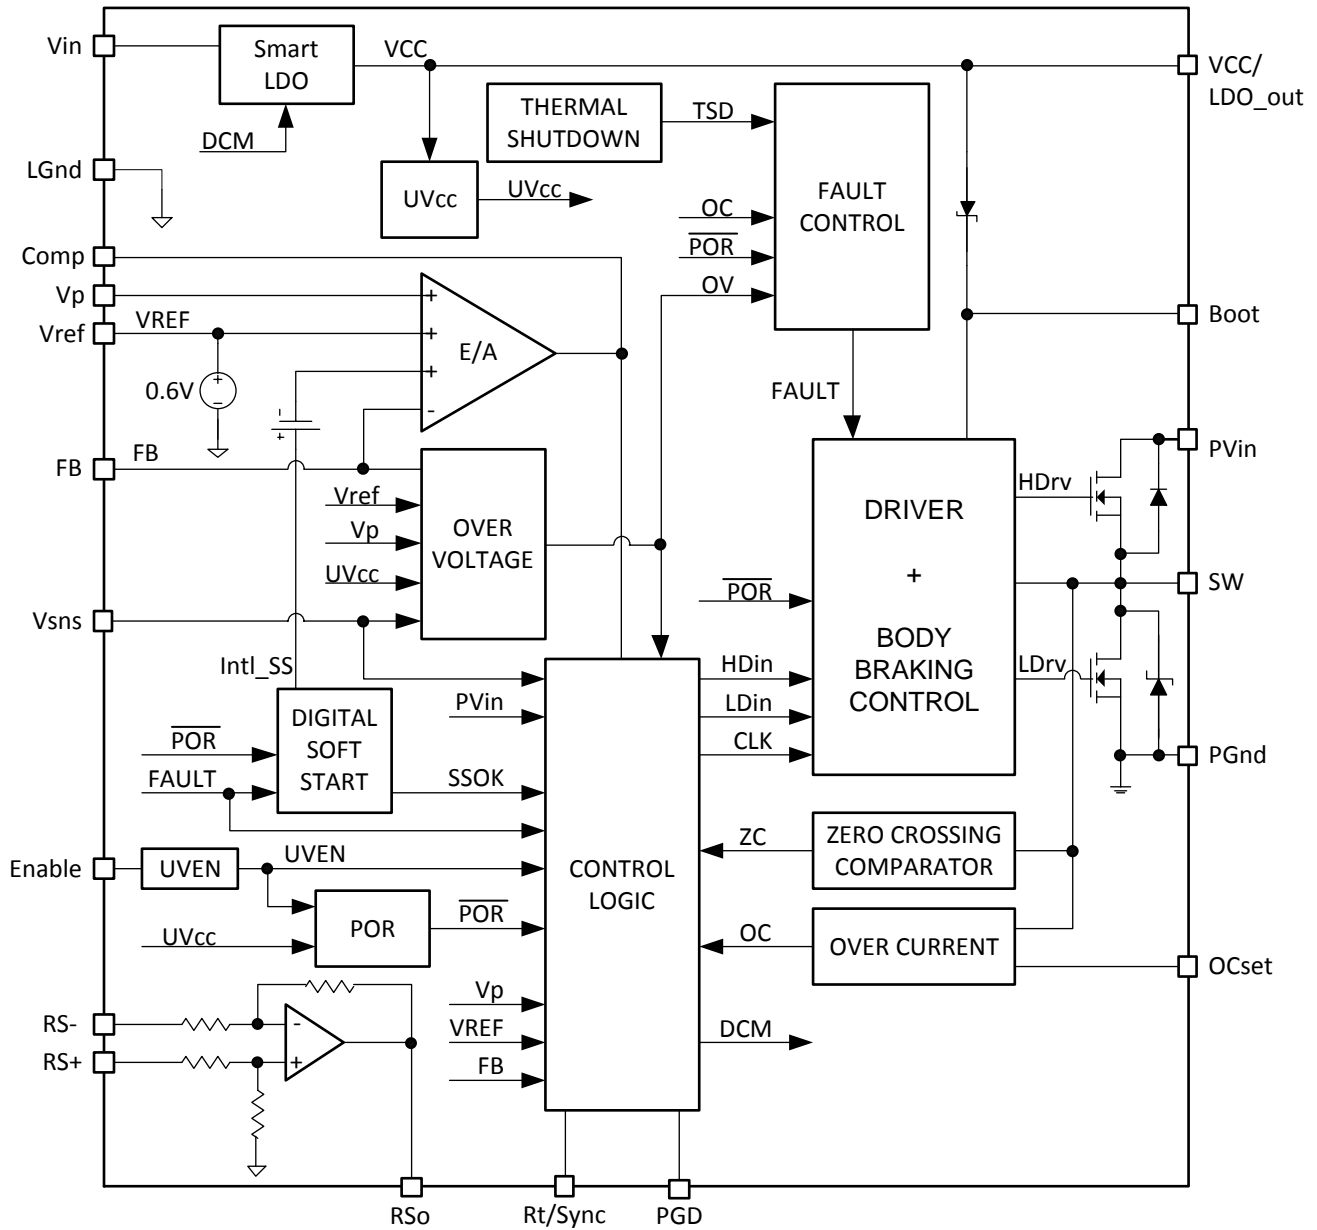 Vin
Smart
LDO
VCC
VCC/
LDO_out
DCM
THERMAL
SHUTDOWN
TSD
LGnd
UVcc
UVcc
FAULT
CONTROL
OC
POR
OV
Comp
Vp
Vref
VREF
+
+
+
-
E/A
0.6V
+
-
-
+
Boot
FAULT
FB
FB
PVin
Vref
Vp
UVcc
OVER
VOLTAGE
HDrv
DRIVER
+
BODY
BRAKING
CONTROL
POR
SW
Vsns
Intl_SS
HDin
LDin
CLK
LDrv
PVin
DIGITAL
SOFT
START
POR
FAULT
SSOK
PGnd
ZC
ZERO CROSSING
COMPARATOR
Enable
UVEN
UVEN
CONTROL
LOGIC
POR
POR
UVcc
OC
OVER CURRENT
OCset
RS-
RS+
-
+
Vp
VREF
FB
DCM
RSo
Rt/Sync
PGD